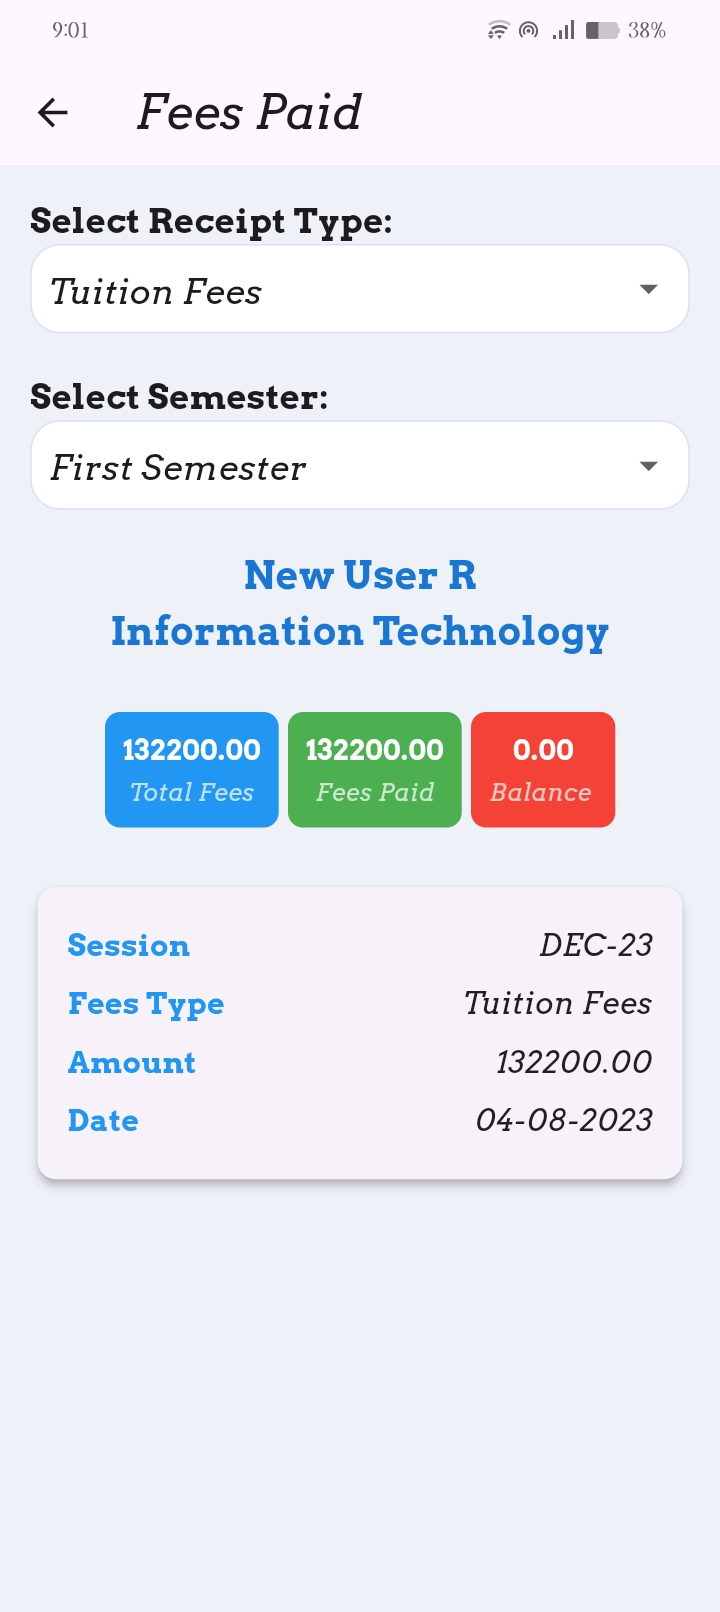 9:01 38%
Fees Paid
Select Receipt Type:
Tuition Fees
Select Semester:
First Semester
New User R
Information Technology
132200.00 132200.00 0.00
Total Fees Fees Paid Balance
Session DEC-23
Fees Type Tuition Fees
Amount 132200.00
Date 04-08-2023